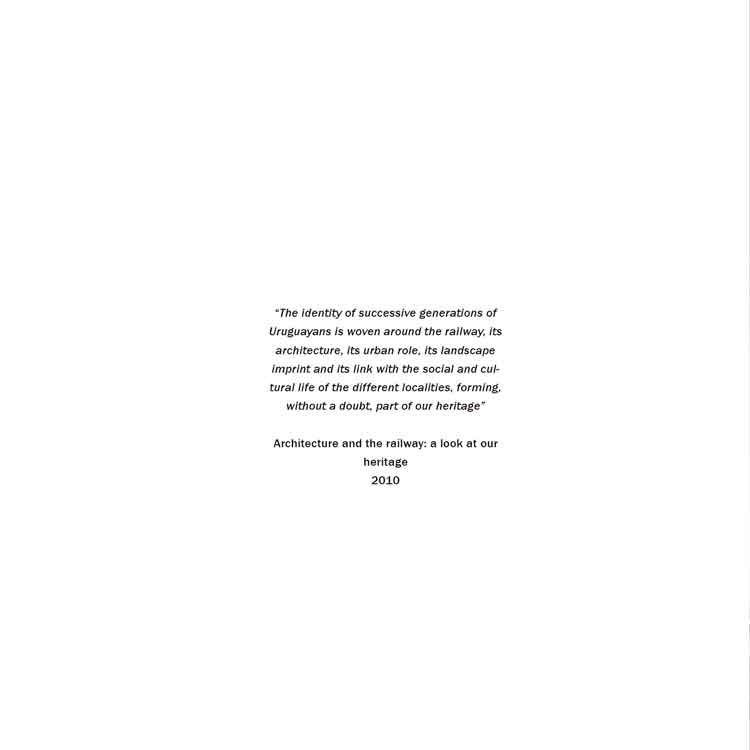 “The identity of successive generations of
Uruguayans is woven around the railway, its
architecture, its urban role, its landscape
imprint and its link with the social and cul-
tural life of the different localities, forming,
without a doubt, part of our heritage”
Architecture and the railway: a look at our
heritage
2010